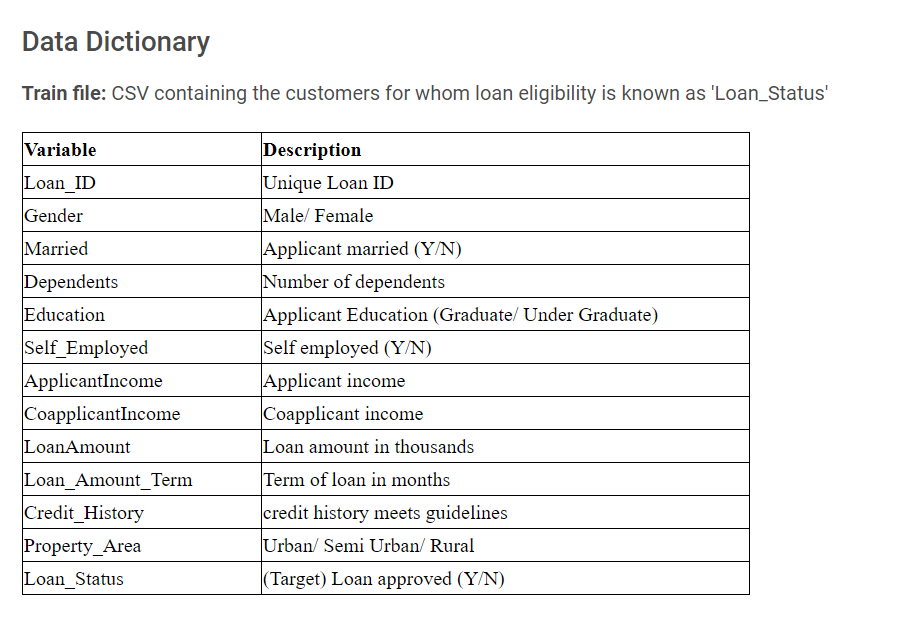 Data Dictionary
Train file: CSV containing the customers for whom loan eligibility is known as 'Loan_Status'
Variable Description
Loan_ID Unique Loan ID
Gender Male/ Female
Married Applicant married (Y/N)
Dependents Number of dependents
Education Applicant Education (Graduate/ Under Graduate)
Self_Employed Self employed (Y/N)
ApplicantIncome Applicant income
CoapplicantIncome Coapplicant income
LoanAmount Loan amount in thousands
Loan_Amount_Term Term of loan in months
Credit_History credit history meets guidelines
Property_Area Urban/ Semi Urban/ Rural
Loan_Status (Target) Loan approved (Y/N)